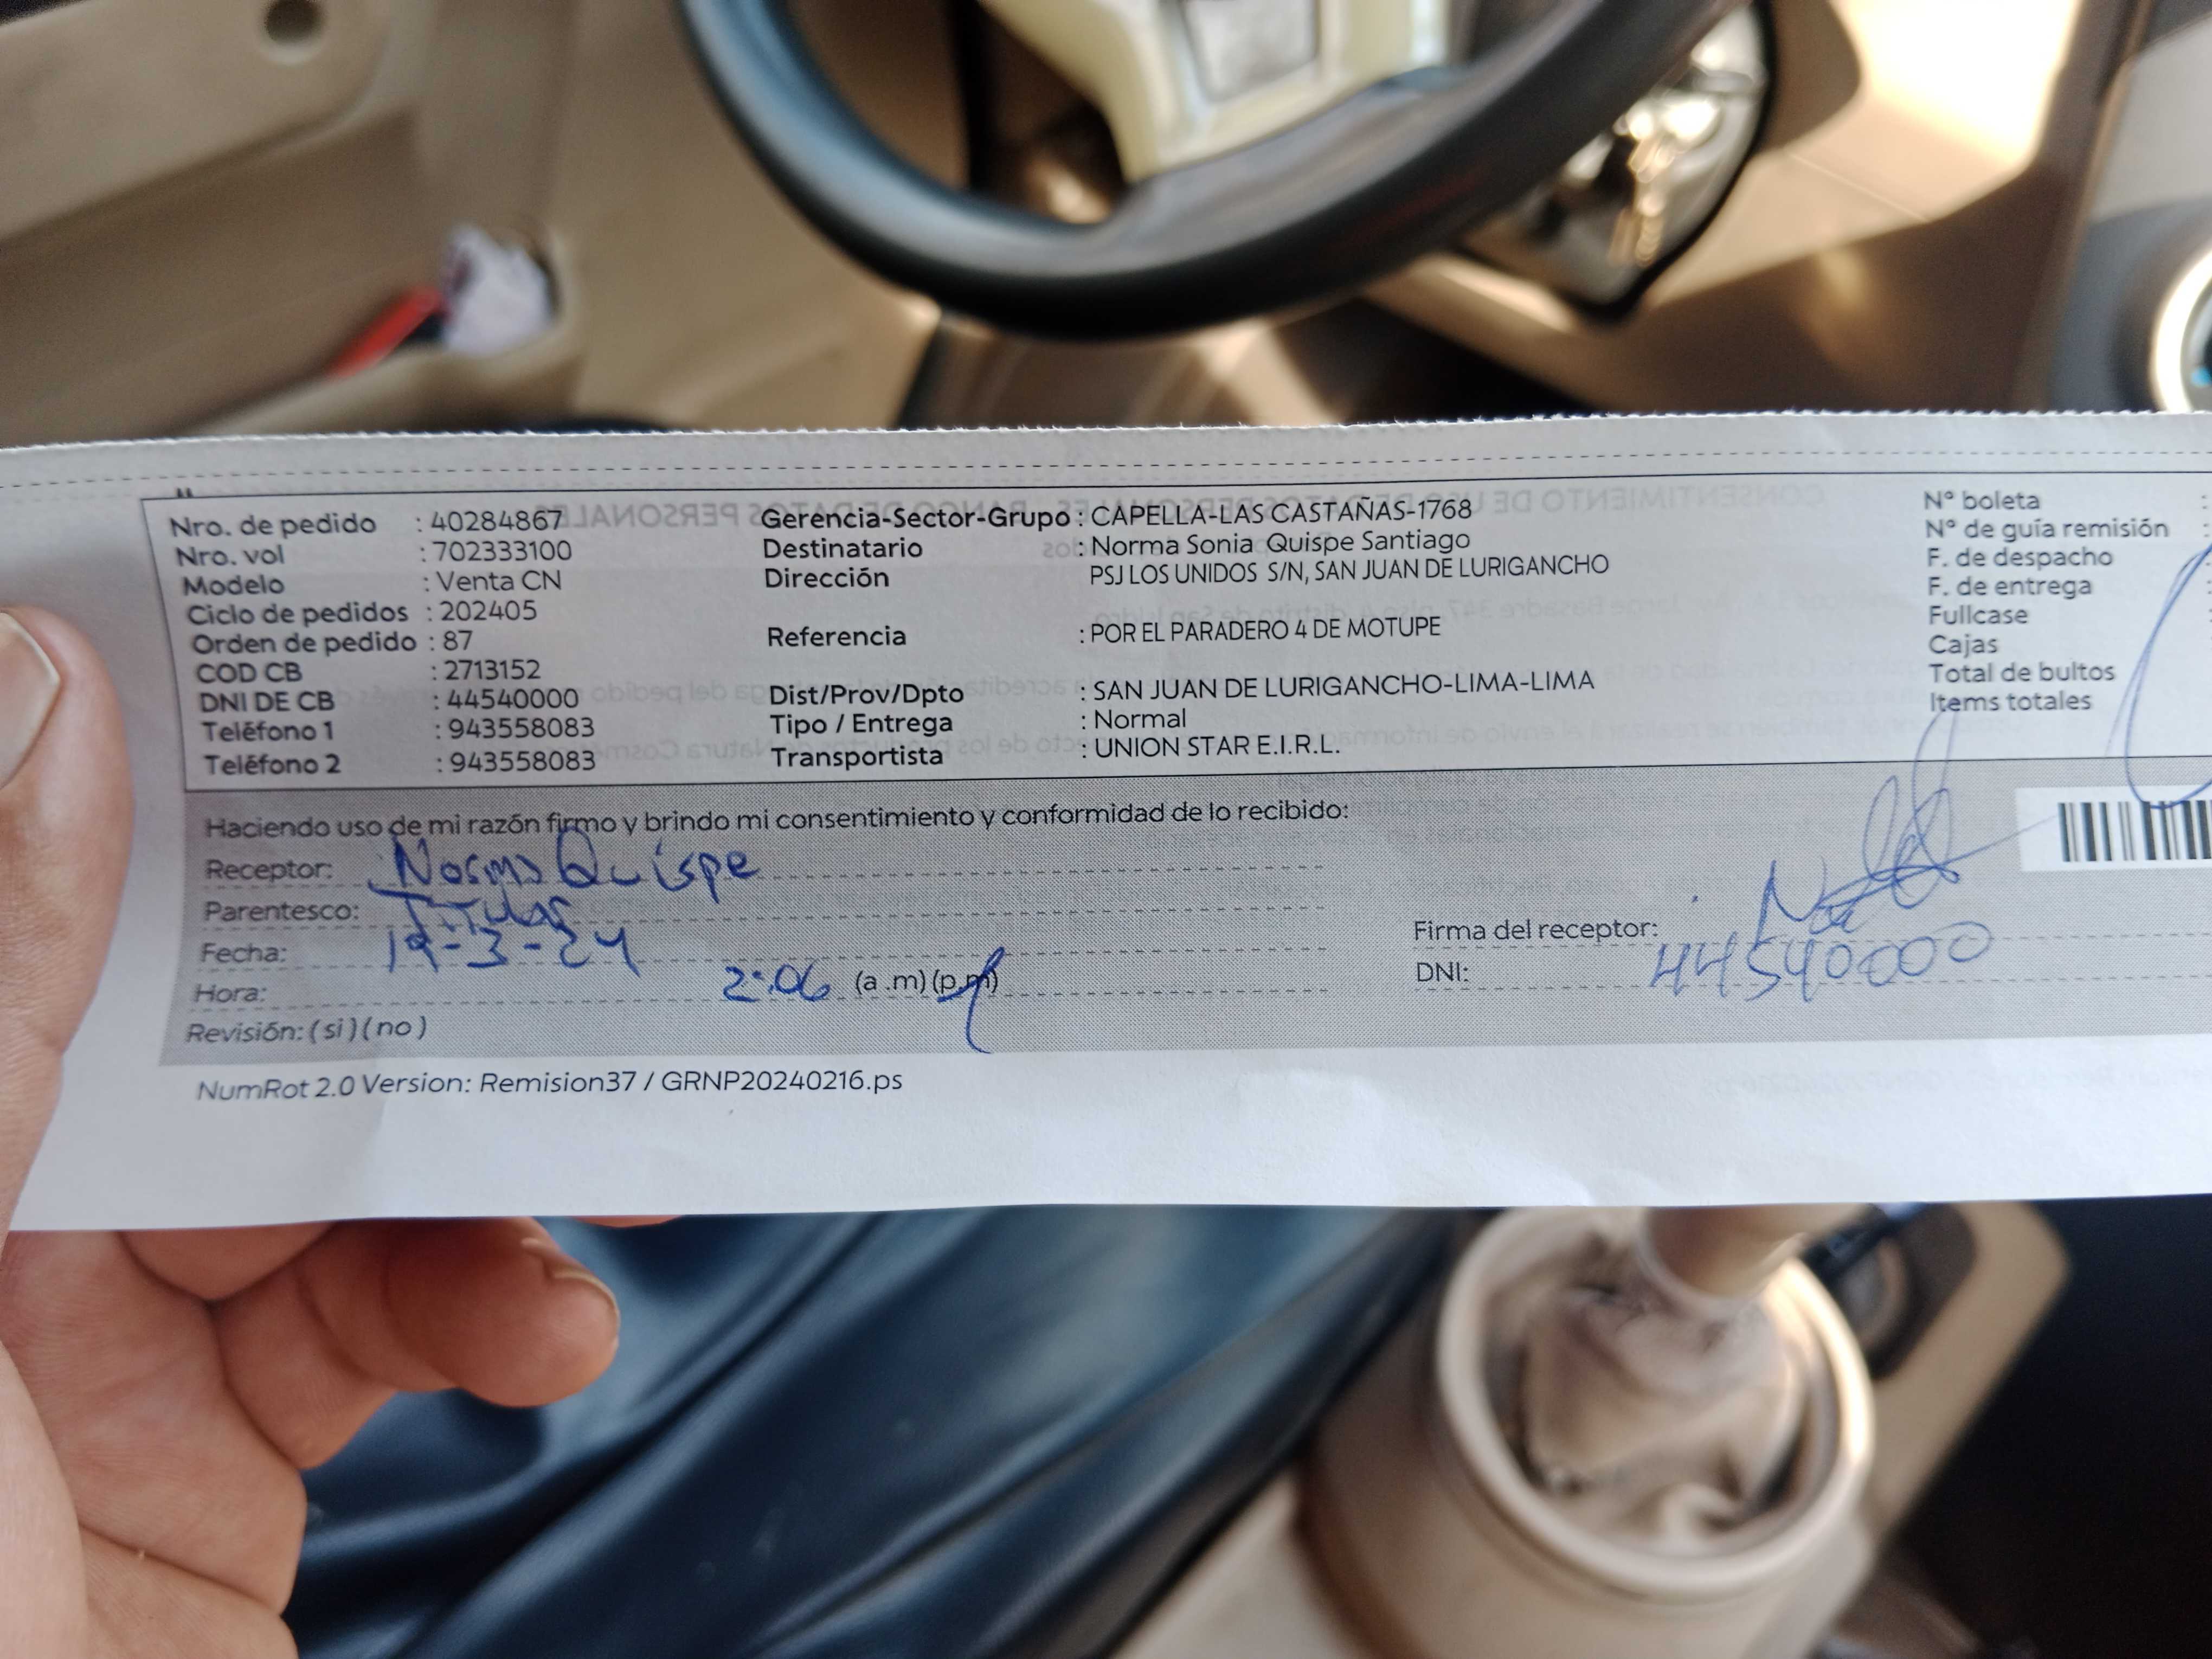 Nro. de pedido : 40284867
Nro. vol : 702333100
Modelo : Venta CN
Ciclo de pedidos : 202405
Orden de pedido : 87
COD CB : 2713152
DNI DE CB : 44540000
Teléfono 1 : 943558083
Teléfono 2 : 943558083
Gerencia-Sector-Grupo : CAPELLA-LAS CASTAÑAS-1768
Destinatario : Norma Sonia Quispe Santiago
Dirección PSJ LOS UNIDOS S/N, SAN JUAN DE LURIGANCHO
Referencia : POR EL PARADERO 4 DE MOTUPE
Dist/Prov/Dpto : SAN JUAN DE LURIGANCHO-LIMA-LIMA
Tipo / Entrega : Normal
Transportista : UNION STAR E.I.R.L.
N° boleta :
N° de guía remisión :
F. de despacho
F. de entrega
Fullcase
Cajas
Total de bultos
Items totales
Haciendo uso de mi razón firmo y brindo mi consentimiento y conformidad de lo recibido:
Receptor: Norma Quispe
Parentesco: Titular
Fecha: 19-3-24
Hora: 2:06 (a .m) (p.m)
Revisión: (si) (no)
Firma del receptor:
DNI: 44540000
NumRot 2.0 Version: Remision37 / GRNP20240216.ps